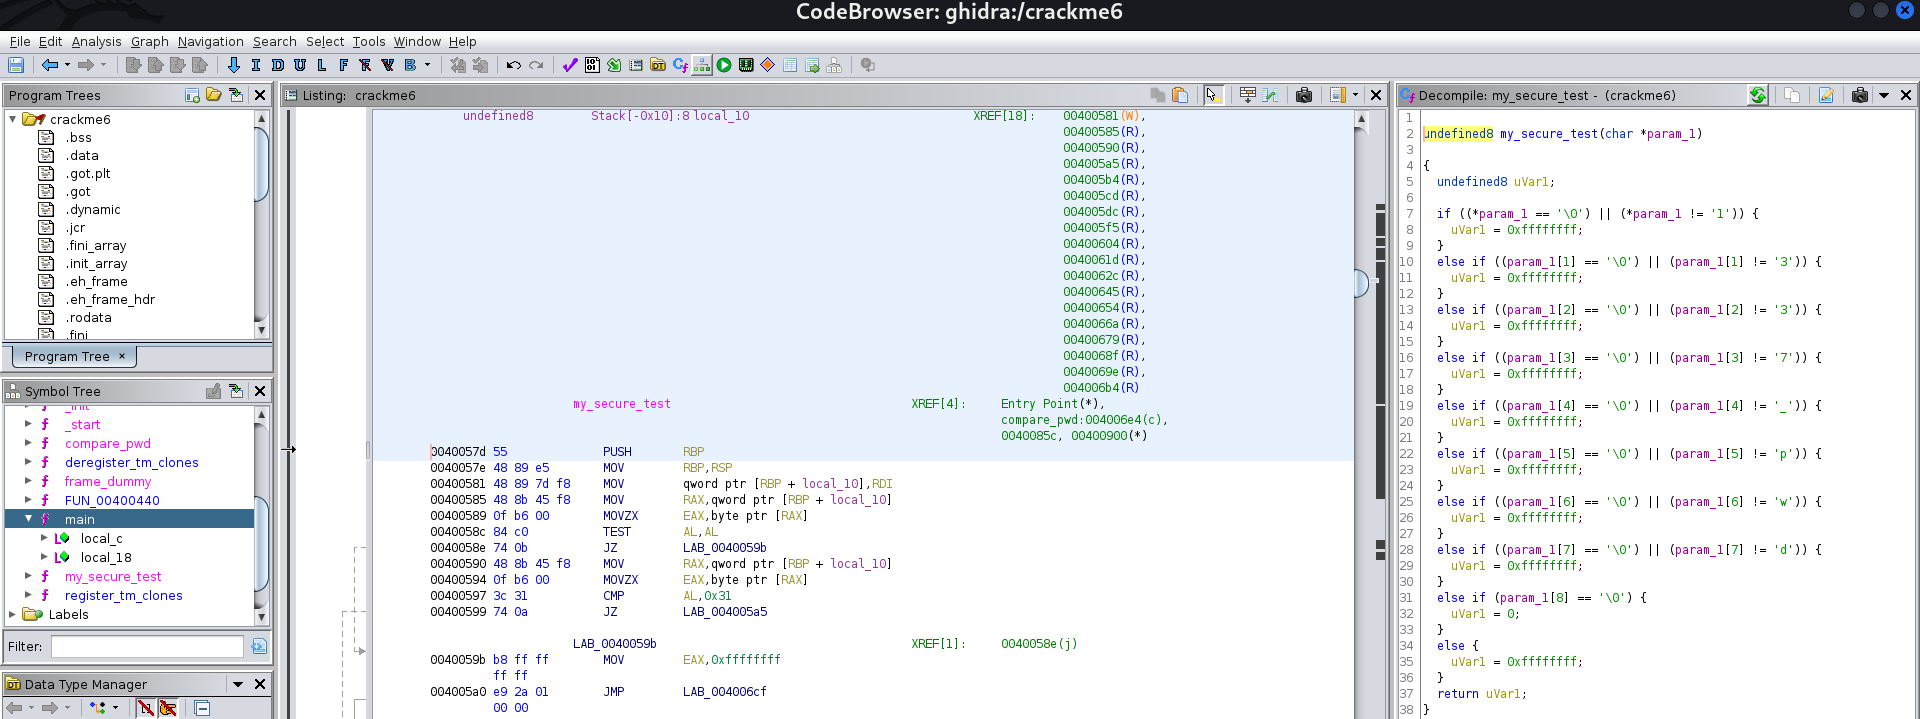 CodeBrowser: ghidra:/crackme6
File Edit Analysis Graph Navigation Search Select Tools Window Help
I D U L F F V B
Program Trees
crackme6
.bss
.data
.got.plt
.got
.dynamic
.jcr
.fini_array
.init_array
.eh_frame
.eh_frame_hdr
.rodata
.fini
Program Tree ×
Symbol Tree
_init
_start
compare_pwd
deregister_tm_clones
frame_dummy
FUN_00400440
main
local_c
local_18
my_secure_test
register_tm_clones
Labels
Filter:
Data Type Manager
Listing: crackme6
undefined8 Stack[-0x10]:8 local_10 XREF[18]: 00400581(W),
00400585(R),
00400590(R),
004005a5(R),
004005b4(R),
004005cd(R),
004005dc(R),
004005f5(R),
00400604(R),
0040061d(R),
0040062c(R),
00400645(R),
00400654(R),
0040066a(R),
00400679(R),
0040068f(R),
0040069e(R),
004006b4(R)
my_secure_test XREF[4]: Entry Point(*),
compare_pwd:004006e4(c),
0040085c, 00400900(*)
0040057d 55 PUSH RBP
0040057e 48 89 e5 MOV RBP,RSP
00400581 48 89 7d f8 MOV qword ptr [RBP + local_10],RDI
00400585 48 8b 45 f8 MOV RAX,qword ptr [RBP + local_10]
00400589 0f b6 00 MOVZX EAX,byte ptr [RAX]
0040058c 84 c0 TEST AL,AL
0040058e 74 0b JZ LAB_0040059b
00400590 48 8b 45 f8 MOV RAX,qword ptr [RBP + local_10]
00400594 0f b6 00 MOVZX EAX,byte ptr [RAX]
00400597 3c 31 CMP AL,0x31
00400599 74 0a JZ LAB_004005a5
LAB_0040059b XREF[1]: 0040058e(j)
0040059b b8 ff ff MOV EAX,0xffffffff
ff ff
004005a0 e9 2a 01 JMP LAB_004006cf
00 00
Decompile: my_secure_test - (crackme6)
1
2 undefined8 my_secure_test(char *param_1)
3
4 {
5 undefined8 uVar1;
6
7 if ((*param_1 == '\0') || (*param_1 != '1')) {
8 uVar1 = 0xffffffff;
9 }
10 else if ((param_1[1] == '\0') || (param_1[1] != '3')) {
11 uVar1 = 0xffffffff;
12 }
13 else if ((param_1[2] == '\0') || (param_1[2] != '3')) {
14 uVar1 = 0xffffffff;
15 }
16 else if ((param_1[3] == '\0') || (param_1[3] != '7')) {
17 uVar1 = 0xffffffff;
18 }
19 else if ((param_1[4] == '\0') || (param_1[4] != '_')) {
20 uVar1 = 0xffffffff;
21 }
22 else if ((param_1[5] == '\0') || (param_1[5] != 'p')) {
23 uVar1 = 0xffffffff;
24 }
25 else if ((param_1[6] == '\0') || (param_1[6] != 'w')) {
26 uVar1 = 0xffffffff;
27 }
28 else if ((param_1[7] == '\0') || (param_1[7] != 'd')) {
29 uVar1 = 0xffffffff;
30 }
31 else if (param_1[8] == '\0') {
32 uVar1 = 0;
33 }
34 else {
35 uVar1 = 0xffffffff;
36 }
37 return uVar1;
38 }